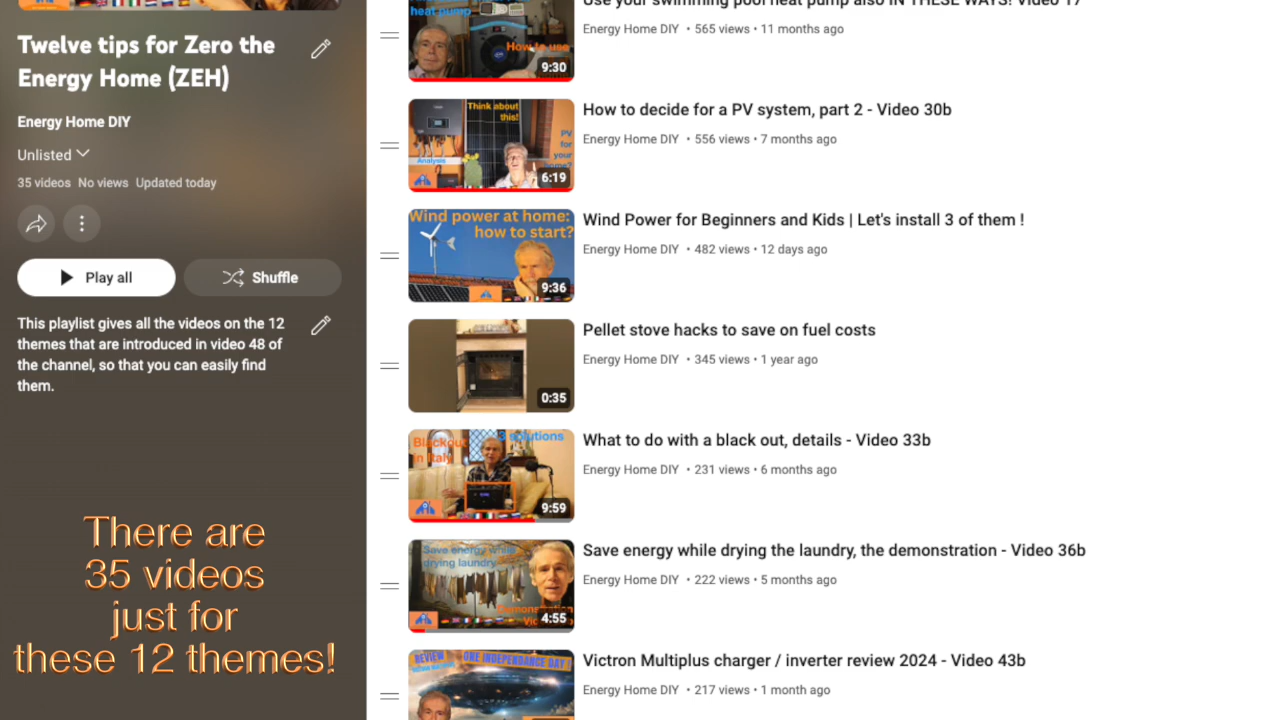 Twelve tips for Zero the
Energy Home (ZEH)
Energy Home DIY
Unlisted
35 videos No views Updated today
Play all
Shuffle
This playlist gives all the videos on the 12
themes that are introduced in video 48 of
the channel, so that you can easily find
them.
There are
35 videos
just for
these 12 themes!
heat pump
How to use
9:30
Use your swimming pool heat pump also IN THESE WAYS! Video 17
Energy Home DIY • 565 views • 11 months ago
Think about
this!
PV
for
your
home?
Analysis
6:19
How to decide for a PV system, part 2 - Video 30b
Energy Home DIY • 556 views • 7 months ago
Wind power at home:
how to start?
9:36
Wind Power for Beginners and Kids | Let's install 3 of them !
Energy Home DIY • 482 views • 12 days ago
0:35
Pellet stove hacks to save on fuel costs
Energy Home DIY • 345 views • 1 year ago
Blackout
in Italy
3 solutions
9:59
What to do with a black out, details - Video 33b
Energy Home DIY • 231 views • 6 months ago
Save energy while
drying laundry
4:55
Save energy while drying the laundry, the demonstration - Video 36b
Energy Home DIY • 222 views • 5 months ago
REVIEW
ONE INDEPENDANCE DAY !
Victron Multiplus charger / inverter review 2024 - Video 43b
Energy Home DIY • 217 views • 1 month ago